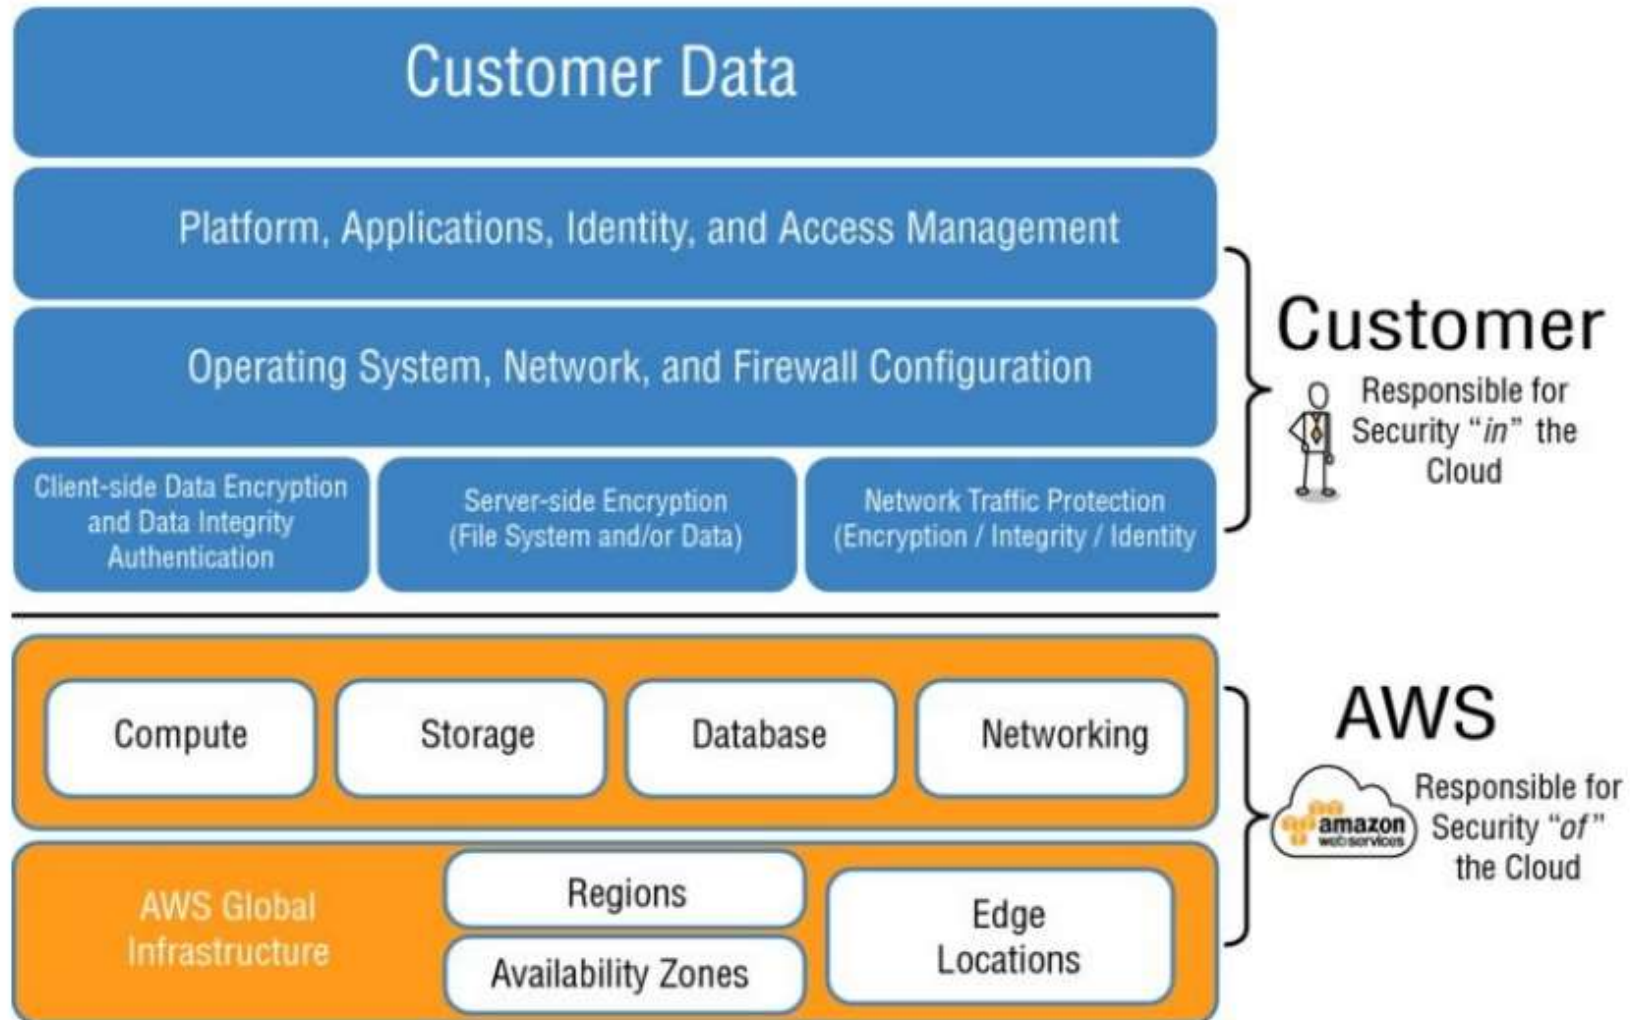 Customer Data
Platform, Applications, Identity, and Access Management
Operating System, Network, and Firewall Configuration
Client-side Data Encryption
and Data Integrity
Authentication
Server-side Encryption
(File System and/or Data)
Network Traffic Protection
(Encryption / Integrity / Identity
Customer
Responsible for
Security “in” the
Cloud
Compute
Storage
Database
Networking
AWS
amazon
webservices
Responsible for
Security “of”
the Cloud
AWS Global
Infrastructure
Regions
Availability Zones
Edge
Locations